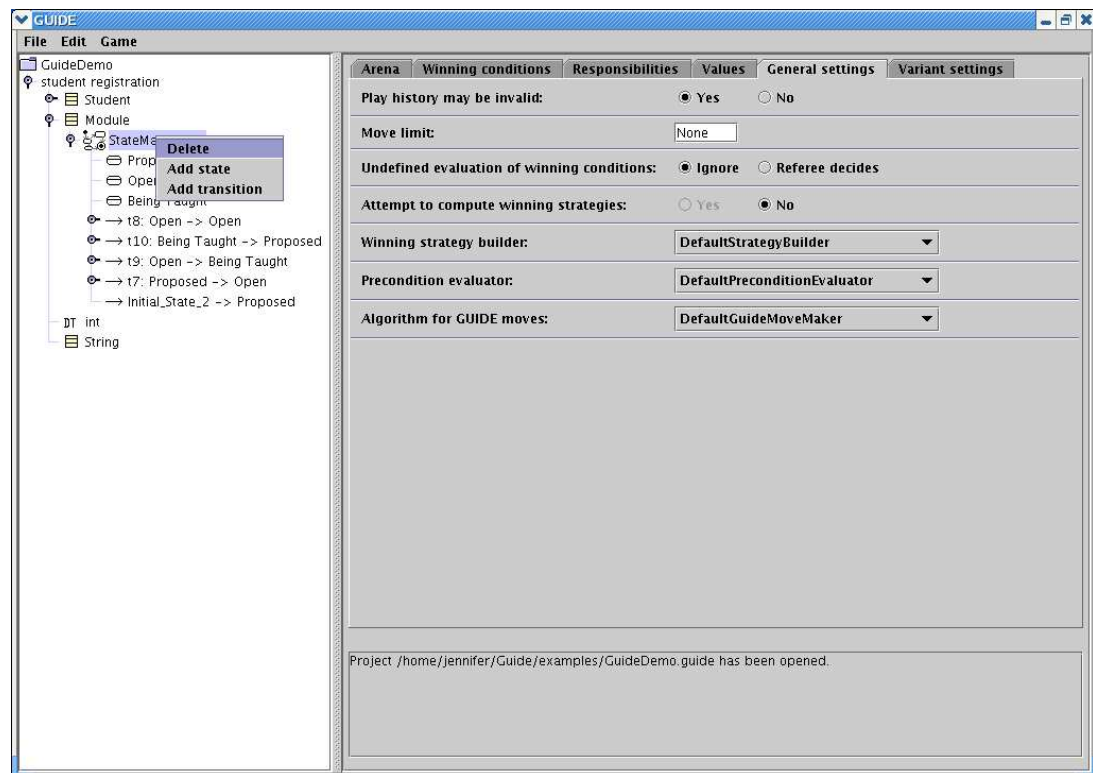 GUIDE
File Edit Game
GuideDemo
student registration
Student
Module
StateMa
Delete
Add state
Add transition
Prop
Open
Being Taught
t8: Open -> Open
t10: Being Taught -> Proposed
t9: Open -> Being Taught
t7: Proposed -> Open
Initial_State_2 -> Proposed
DT int
String
Arena Winning conditions Responsibilities Values General settings Variant settings
Play history may be invalid: Yes No
Move limit: None
Undefined evaluation of winning conditions: Ignore Referee decides
Attempt to compute winning strategies: Yes No
Winning strategy builder: DefaultStrategyBuilder
Precondition evaluator: DefaultPreconditionEvaluator
Algorithm for GUIDE moves: DefaultGuideMoveMaker
Project /home/jennifer/Guide/examples/GuideDemo.guide has been opened.